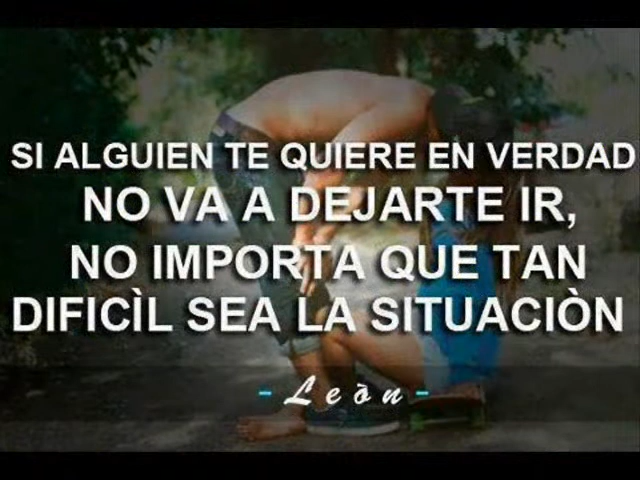 SI ALGUIEN TE QUIERE EN VERDAD
NO VA A DEJARTE IR,
NO IMPORTA QUE TAN
DIFICÌL SEA LA SITUACIÒN
- Leòn -